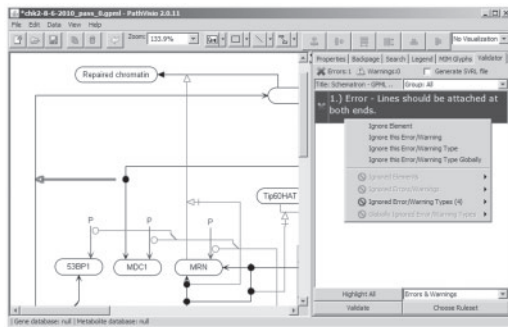 *chk2-8-6-2010_pass_0.gpml - PathVisio 2.0.11
File Edit Data View Help
Zoom: 133.9% No Visualization
Properties Backpage Search Legend MIM Glyphs Validator
Errors:1 Warnings:0 Generate SVRL file
Title: Schematron - GPML ... Group: All
1.) Error - Lines should be attached at
both ends.
Ignore Element
Ignore this Error/Warning
Ignore this Error/Warning Type
Ignore this Error/Warning Type Globally
Ignored Elements
Ignored Errors/Warnings
Ignored Error/Warning Types (4)
Globally Ignored Error/Warning Types
Repaired chromatin
Tip60HAT
P P P
53BP1 MDC1 MRN
Highlight All Errors & Warnings
Validate Choose Ruleset
Gene database: null | Metabolite database: null